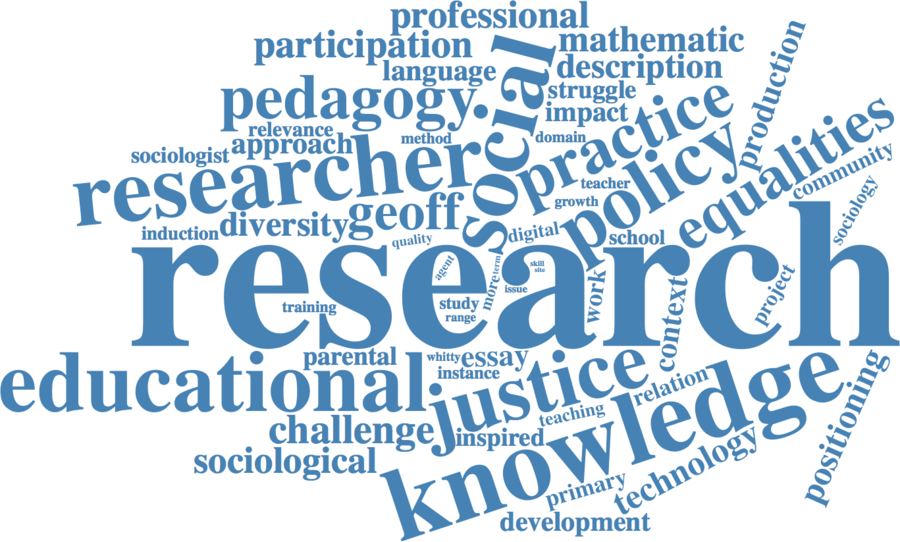 professional
participation
mathematic
language
description
pedagogy
social
struggle
impact
production
relevance
practice
approach
method
domain
sociologist
researcher
policy
equalities
community
teacher
growth
geoff
diversity
induction
quality
digital
school
sociology
research
agent
term
skill
site
more
issue
work
context
project
training
study
range
parental
whitty
essay
instance
educational
justice
relation
knowledge
positioning
teaching
challenge
inspired
sociological
primary
technology
development